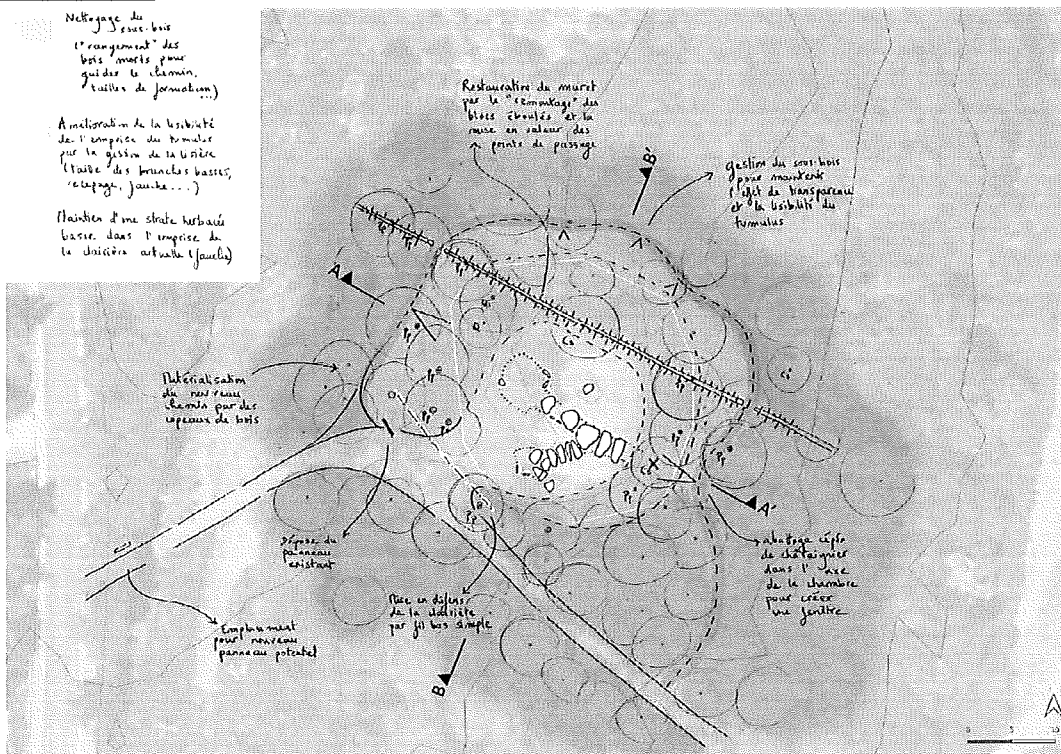 Nettoyage du
sous-bois
("rangement" des
bois morts pour
guider le chemin,
tailles de formation...)
Amélioration de la lisibilité
de l'emprise du tumulus
par la gestion de la lisière
(taille des branches basses,
recépage, fauche...)
Maintien d'une strate herbacée
basse dans l'emprise de
la clairière actuelle (fauche)
Restauration du muret
par le "remontage" des
blocs éboulés et la
mise en valeur des
points de passage
B'
gestion du sous-bois
pour maintenir
l'effet de transparence
et la lisibilité du
tumulus
A
Matérialisation
du nouveau
chemin par des
copeaux de bois
A'
Dépose du
panneau
existant
Mise en défens
de la clairière
par fil bas simple
abattage cépée
de châtaignier
dans l'axe
de la chambre
pour créer
une fenêtre
Emplacement
pour nouveau
panneau potentiel
B
0 5 10